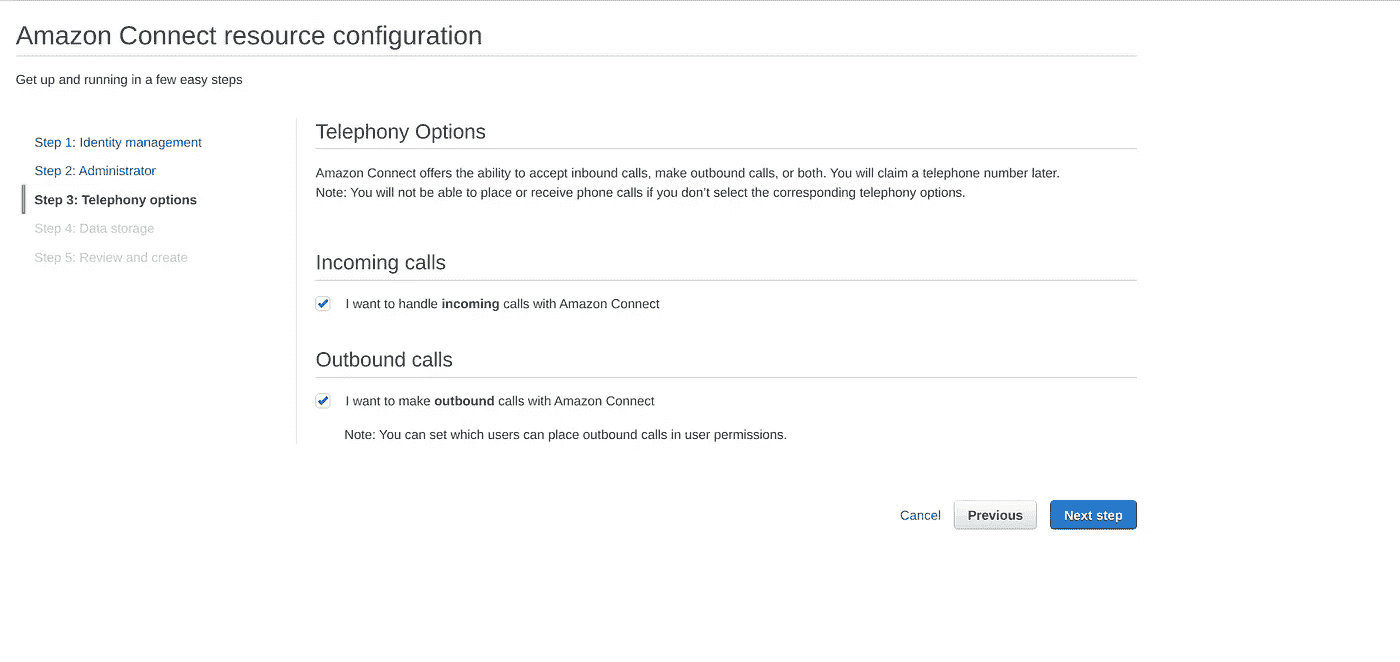 Amazon Connect resource configuration
Get up and running in a few easy steps
Step 1: Identity management
Step 2: Administrator
Step 3: Telephony options
Step 4: Data storage
Step 5: Review and create
Telephony Options
Amazon Connect offers the ability to accept inbound calls, make outbound calls, or both. You will claim a telephone number later.
Note: You will not be able to place or receive phone calls if you don’t select the corresponding telephony options.
Incoming calls
I want to handle incoming calls with Amazon Connect
Outbound calls
I want to make outbound calls with Amazon Connect
Note: You can set which users can place outbound calls in user permissions.
Cancel Previous Next step